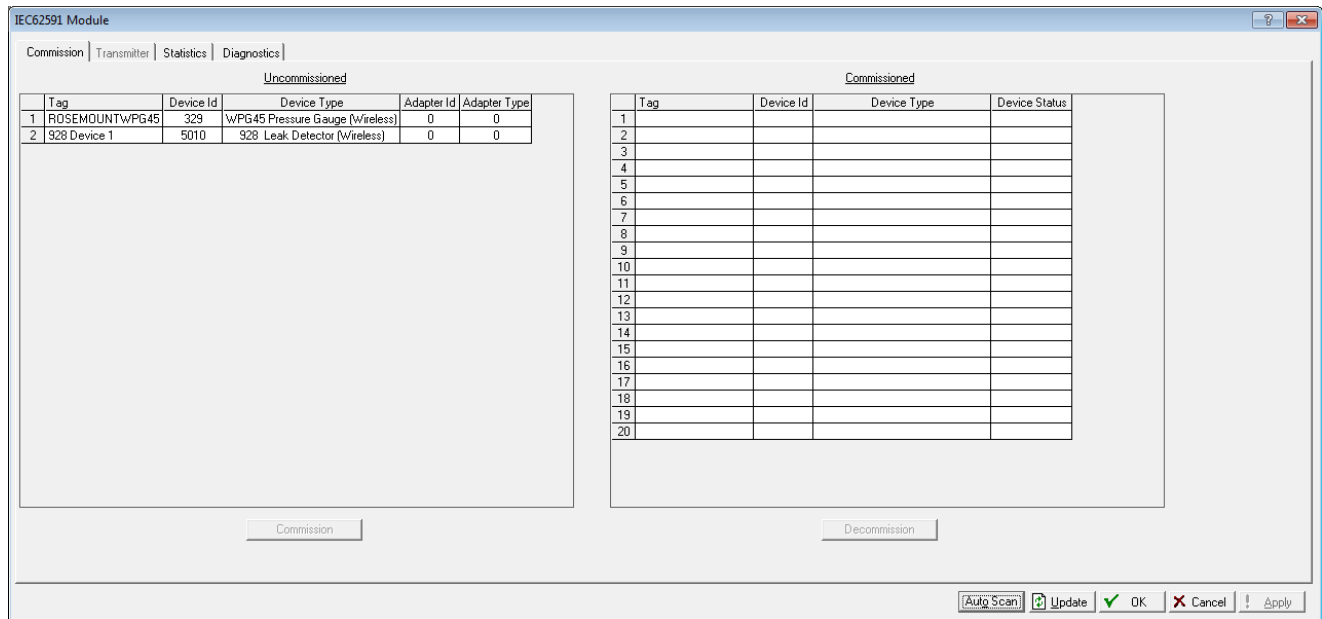 IEC62591 Module
Commission Transmitter Statistics Diagnostics
Uncommissioned Commissioned
Tag Device Id Device Type Adapter Id Adapter Type Tag Device Id Device Type Device Status
1 ROSEMOUNTWPG45 329 WPG45 Pressure Gauge (Wireless) 0 0 1
2 928 Device 1 5010 928 Leak Detector (Wireless) 0 0 2
3
4
5
6
7
8
9
10
11
12
13
14
15
16
17
18
19
20
Commission Decommission
Auto Scan Update OK Cancel ! Apply